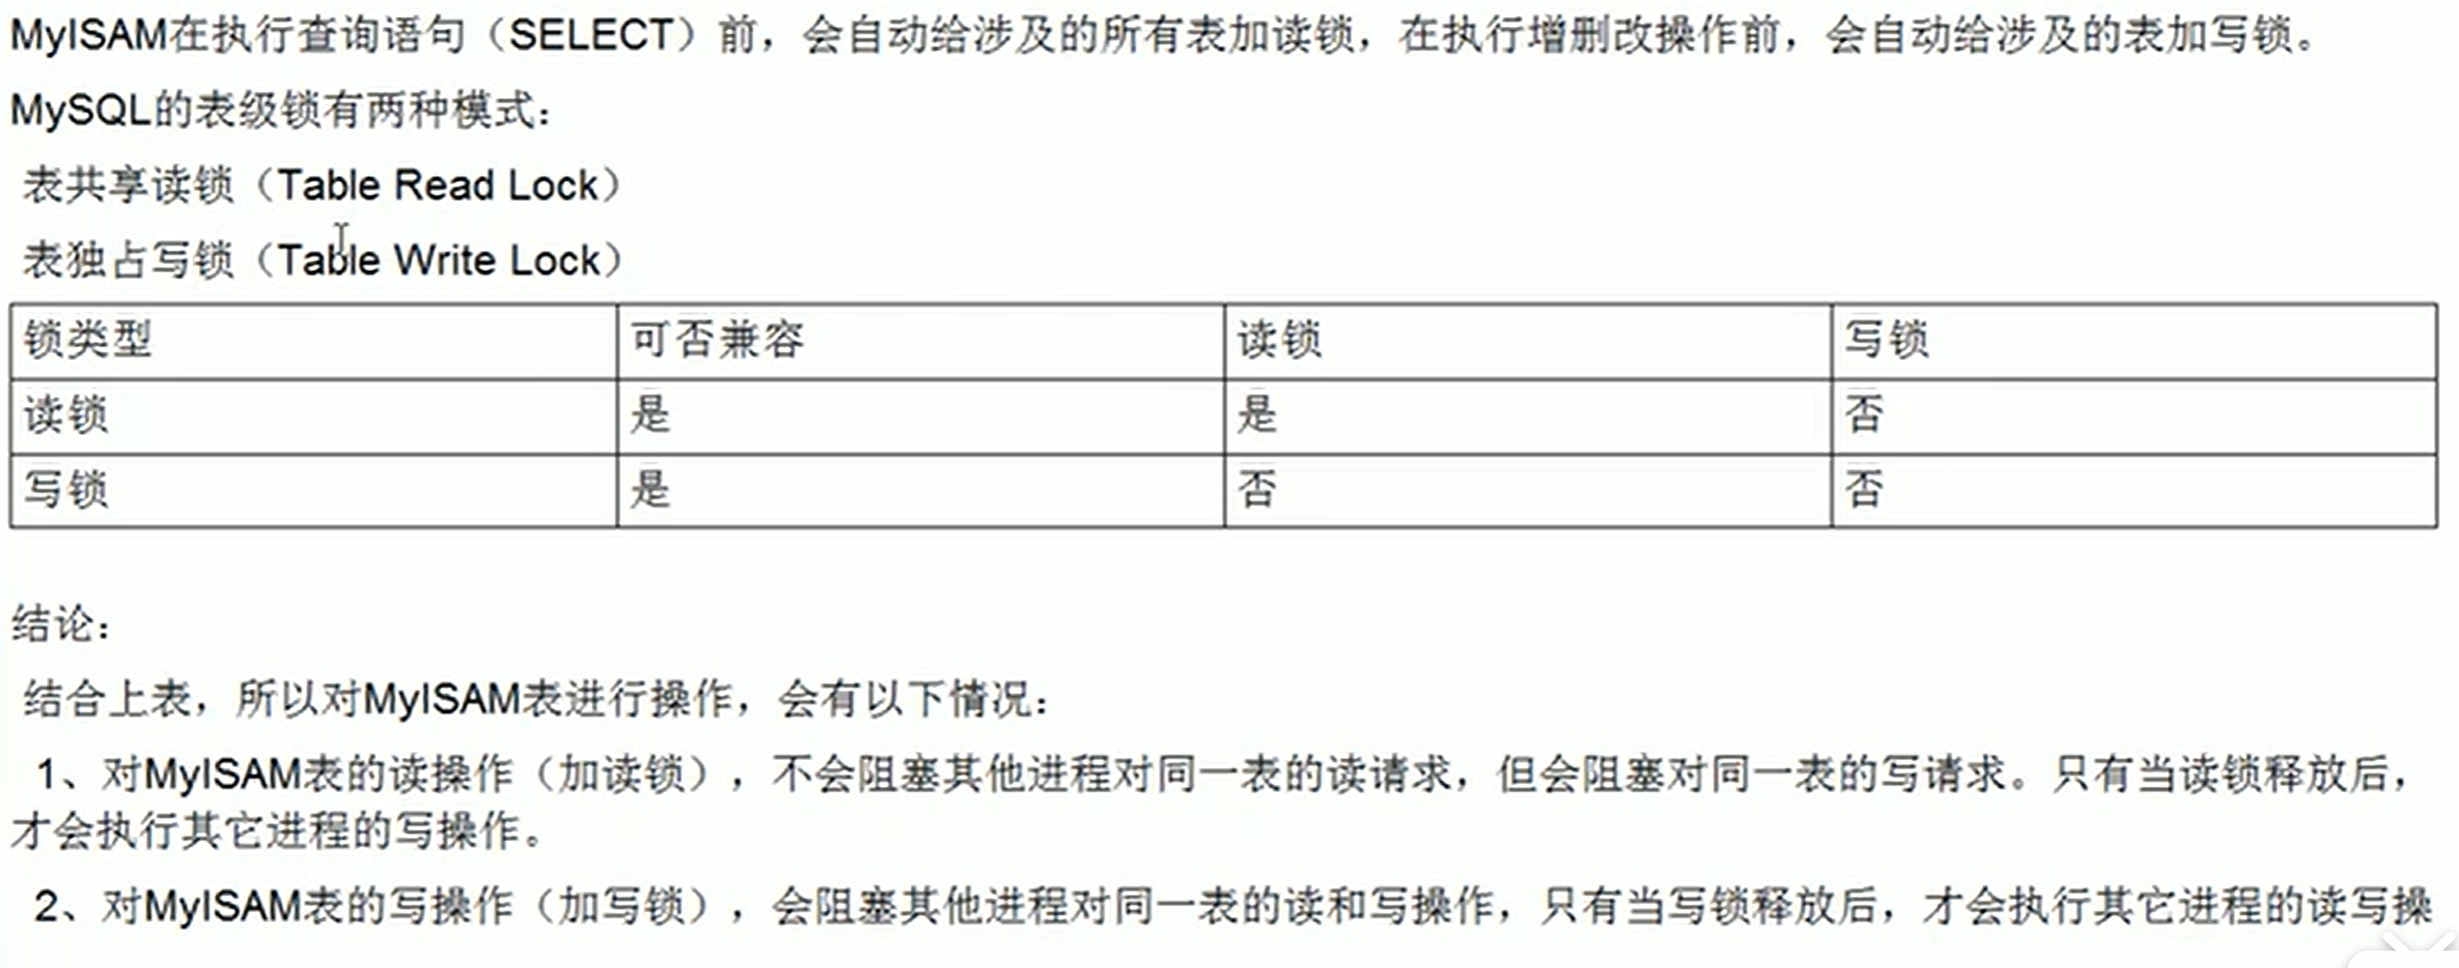 MyISAM在执行查询语句（SELECT）前，会自动给涉及的所有表加读锁，在执行增删改操作前，会自动给涉及的表加写锁。
MySQL的表级锁有两种模式：
表共享读锁（Table Read Lock）
表独占写锁（Table Write Lock）
锁类型 可否兼容 读锁 写锁
读锁 是 是 否
写锁 是 否 否
结论：
结合上表，所以对MyISAM表进行操作，会有以下情况：
1、对MyISAM表的读操作（加读锁），不会阻塞其他进程对同一表的读请求，但会阻塞对同一表的写请求。只有当读锁释放后，
才会执行其它进程的写操作。
2、对MyISAM表的写操作（加写锁），会阻塞其他进程对同一表的读和写操作，只有当写锁释放后，才会执行其它进程的读写操